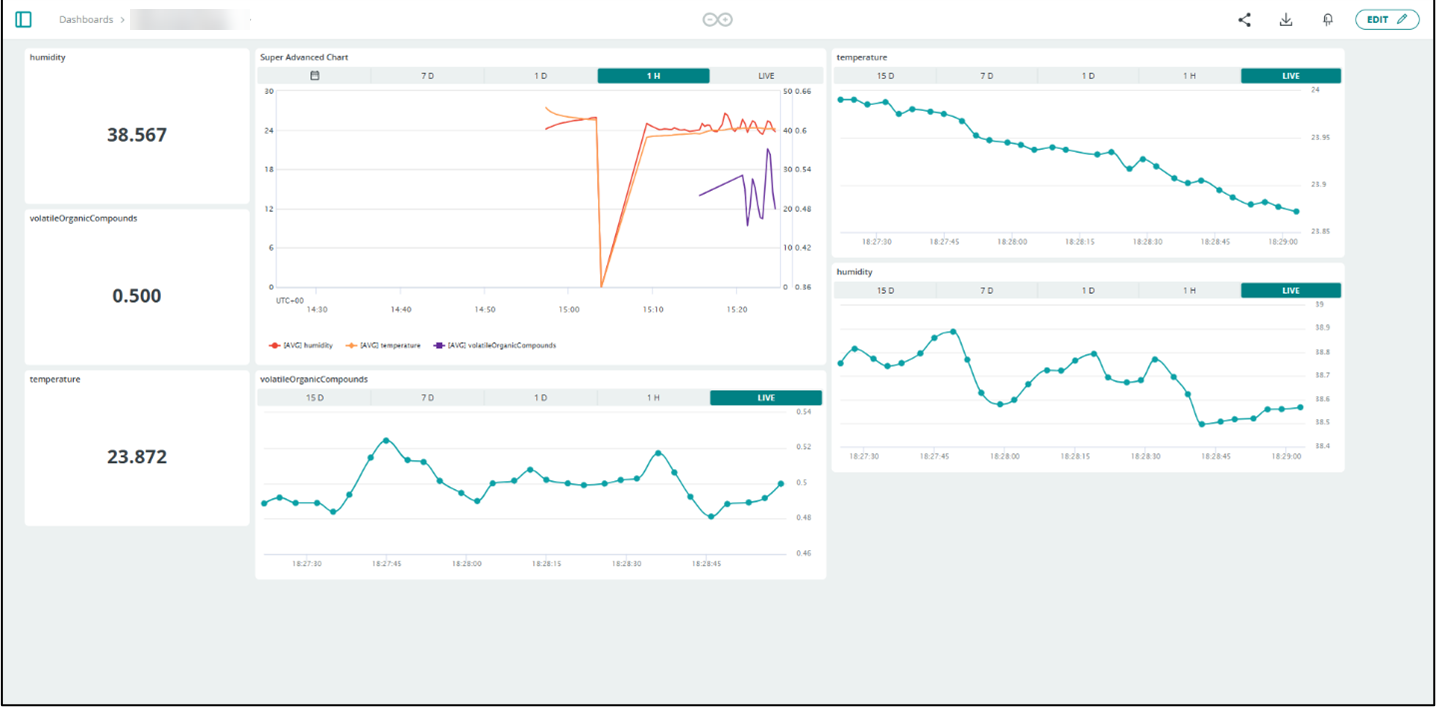 Dashboards >
EDIT
humidity
38.567
volatileOrganicCompounds
0.500
temperature
23.872
Super Advanced Chart
7 D 1 D 1 H LIVE
30 50 0.66
24 40 0.6
18 30 0.54
12 20 0.48
6 10 0.42
0 0 0.36
UTC+00
14:30 14:40 14:50 15:00 15:10 15:20
[AVG] humidity [AVG] temperature [AVG] volatileOrganicCompounds
volatileOrganicCompounds
15 D 7 D 1 D 1 H LIVE
0.54
0.52
0.5
0.48
0.46
18:27:30 18:27:45 18:28:00 18:28:15 18:28:30 18:28:45
temperature
15 D 7 D 1 D 1 H LIVE
24
23.95
23.9
23.85
18:27:30 18:27:45 18:28:00 18:28:15 18:28:30 18:28:45 18:29:00
humidity
15 D 7 D 1 D 1 H LIVE
39
38.9
38.8
38.7
38.6
38.5
38.4
18:27:30 18:27:45 18:28:00 18:28:15 18:28:30 18:28:45 18:29:00